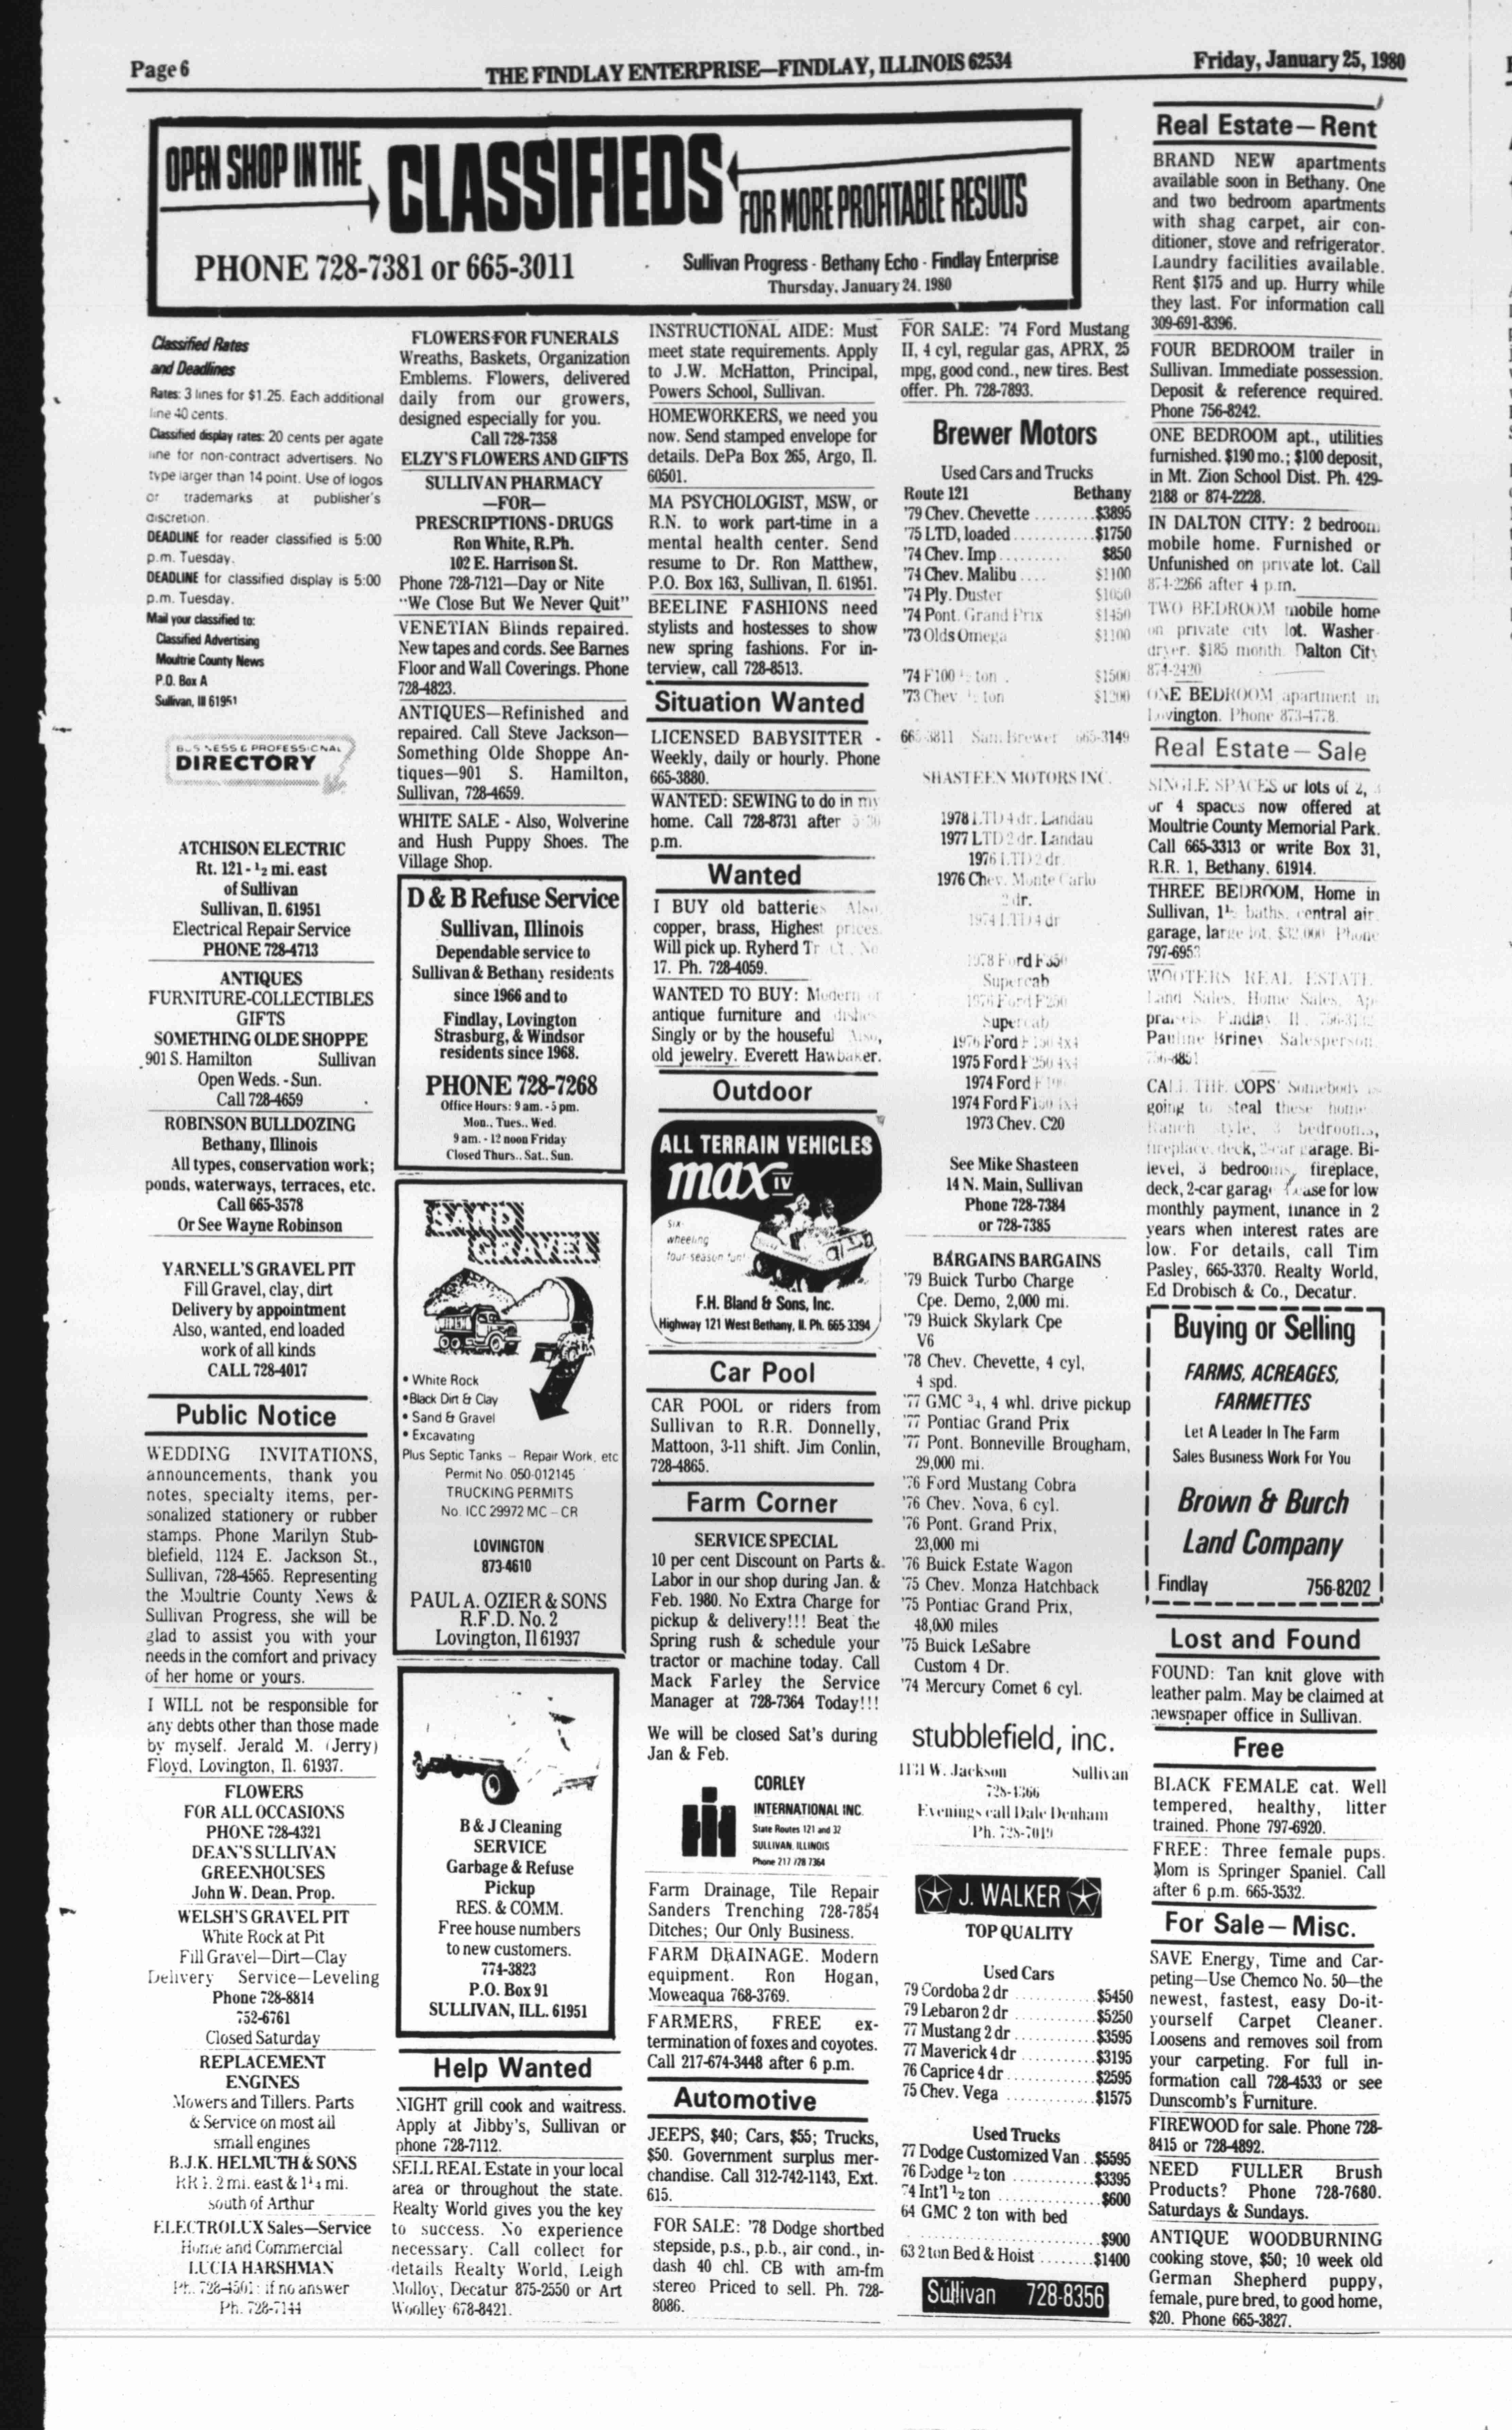 Page 6
THE FINDLAY ENTERPRISE—FINDLAY, ILLINOIS 62534
Friday, January 25, 1980
OPEN SHOP IN THE
CLASSIFIEDS
FOR MORE PROFITABLE RESULTS
PHONE 728-7381 or 665-3011
Sullivan Progress - Bethany Echo - Findlay Enterprise
Thursday, January 24, 1980
Classified Rates
and Deadlines
Rates: 3 lines for $1.25. Each additional
line 40 cents.
Classified display rates: 20 cents per agate
line for non-contract advertisers. No
type larger than 14 point. Use of logos
or trademarks at publisher's
discretion.
DEADLINE for reader classified is 5:00
p.m. Tuesday.
DEADLINE for classified display is 5:00
p.m. Tuesday.
Mail your classified to:
Classified Advertising
Moultrie County News
P.O. Box A
Sullivan, Ill 61951
BUSINESS & PROFESSIONAL
DIRECTORY
ATCHISON ELECTRIC
Rt. 121 - ½ mi. east
of Sullivan
Sullivan, Il. 61951
Electrical Repair Service
PHONE 728-4713
ANTIQUES
FURNITURE-COLLECTIBLES
GIFTS
SOMETHING OLDE SHOPPE
901 S. Hamilton Sullivan
Open Weds. - Sun.
Call 728-4659
ROBINSON BULLDOZING
Bethany, Illinois
All types, conservation work;
ponds, waterways, terraces, etc.
Call 665-3578
Or See Wayne Robinson
YARNELL'S GRAVEL PIT
Fill Gravel, clay, dirt
Delivery by appointment
Also, wanted, end loaded
work of all kinds
CALL 728-4017
Public Notice
WEDDING INVITATIONS,
announcements, thank you
notes, specialty items, per-
sonalized stationery or rubber
stamps. Phone Marilyn Stub-
blefield, 1124 E. Jackson St.,
Sullivan, 728-4565. Representing
the Moultrie County News &
Sullivan Progress, she will be
glad to assist you with your
needs in the comfort and privacy
of her home or yours.
I WILL not be responsible for
any debts other than those made
by myself. Jerald M. (Jerry)
Floyd, Lovington, Il. 61937.
FLOWERS
FOR ALL OCCASIONS
PHONE 728-4321
DEAN'S SULLIVAN
GREENHOUSES
John W. Dean, Prop.
WELSH'S GRAVEL PIT
White Rock at Pit
Fill Gravel—Dirt—Clay
Delivery Service—Leveling
Phone 728-8814
752-6761
Closed Saturday
REPLACEMENT
ENGINES
Mowers and Tillers. Parts
& Service on most all
small engines
B.J.K. HELMUTH & SONS
RR 1, 2 mi. east & 1¼ mi.
south of Arthur
ELECTROLUX Sales—Service
Home and Commercial
LUCIA HARSHMAN
Ph. 728-4501; if no answer
Ph. 728-7144
FLOWERS FOR FUNERALS
Wreaths, Baskets, Organization
Emblems. Flowers, delivered
daily from our growers,
designed especially for you.
Call 728-7358
ELZY'S FLOWERS AND GIFTS
SULLIVAN PHARMACY
—FOR—
PRESCRIPTIONS - DRUGS
Ron White, R.Ph.
102 E. Harrison St.
Phone 728-7121—Day or Nite
"We Close But We Never Quit"
VENETIAN Blinds repaired.
New tapes and cords. See Barnes
Floor and Wall Coverings. Phone
728-4823.
ANTIQUES—Refinished and
repaired. Call Steve Jackson—
Something Olde Shoppe An-
tiques—901 S. Hamilton,
Sullivan, 728-4659.
WHITE SALE - Also, Wolverine
and Hush Puppy Shoes. The
Village Shop.
D & B Refuse Service
Sullivan, Illinois
Dependable service to
Sullivan & Bethany residents
since 1966 and to
Findlay, Lovington
Strasburg, & Windsor
residents since 1968.
PHONE 728-7268
Office Hours: 9 am. - 5 pm.
Mon., Tues., Wed.
9 am. - 12 noon Friday
Closed Thurs., Sat., Sun.
SAND
GRAVEL
• White Rock
• Black Dirt & Clay
• Sand & Gravel
• Excavating
Plus Septic Tanks — Repair Work, etc
Permit No. 050-012145
TRUCKING PERMITS
No. ICC 29972 MC — CR
LOVINGTON
873-4610
PAUL A. OZIER & SONS
R.F.D. No. 2
Lovington, Il 61937
B & J Cleaning
SERVICE
Garbage & Refuse
Pickup
RES. & COMM.
Free house numbers
to new customers.
774-3823
P.O. Box 91
SULLIVAN, ILL. 61951
Help Wanted
NIGHT grill cook and waitress.
Apply at Jibby's, Sullivan or
phone 728-7112.
SELL REAL Estate in your local
area or throughout the state.
Realty World gives you the key
to success. No experience
necessary. Call collect for
details Realty World, Leigh
Molloy, Decatur 875-2550 or Art
Woolley 678-8421.
INSTRUCTIONAL AIDE: Must
meet state requirements. Apply
to J.W. McHatton, Principal,
Powers School, Sullivan.
HOMEWORKERS, we need you
now. Send stamped envelope for
details. DePa Box 265, Argo, Il.
60501.
MA PSYCHOLOGIST, MSW, or
R.N. to work part-time in a
mental health center. Send
resume to Dr. Ron Matthew,
P.O. Box 163, Sullivan, Il. 61951.
BEELINE FASHIONS need
stylists and hostesses to show
new spring fashions. For in-
terview, call 728-8513.
Situation Wanted
LICENSED BABYSITTER -
Weekly, daily or hourly. Phone
665-3880.
WANTED: SEWING to do in my
home. Call 728-8731 after 5:30
p.m.
Wanted
I BUY old batteries. Also,
copper, brass, Highest prices.
Will pick up. Ryherd Tr. Ct., No.
17. Ph. 728-4059.
WANTED TO BUY: Modern or
antique furniture and dishes.
Singly or by the houseful. Also,
old jewelry. Everett Hawbaker.
Outdoor
ALL TERRAIN VEHICLES
max IV
six-
wheeling
four-season fun!
F.H. Bland & Sons, Inc.
Highway 121 West Bethany, Il. Ph. 665-3394
Car Pool
CAR POOL or riders from
Sullivan to R.R. Donnelly,
Mattoon, 3-11 shift. Jim Conlin,
728-4865.
Farm Corner
SERVICE SPECIAL
10 per cent Discount on Parts &
Labor in our shop during Jan. &
Feb. 1980. No Extra Charge for
pickup & delivery!!! Beat the
Spring rush & schedule your
tractor or machine today. Call
Mack Farley the Service
Manager at 728-7364 Today!!!
We will be closed Sat's during
Jan & Feb.
CORLEY
INTERNATIONAL INC.
State Routes 121 and 32
SULLIVAN, ILLINOIS
Phone 217 728 7364
Farm Drainage, Tile Repair
Sanders Trenching 728-7854
Ditches; Our Only Business.
FARM DRAINAGE. Modern
equipment. Ron Hogan,
Moweaqua 768-3769.
FARMERS, FREE ex-
termination of foxes and coyotes.
Call 217-674-3448 after 6 p.m.
Automotive
JEEPS, $40; Cars, $55; Trucks,
$50. Government surplus mer-
chandise. Call 312-742-1143, Ext.
615.
FOR SALE: '78 Dodge shortbed
stepside, p.s., p.b., air cond., in-
dash 40 chl. CB with am-fm
stereo Priced to sell. Ph. 728-
8086.
FOR SALE: '74 Ford Mustang
II, 4 cyl, regular gas, APRX, 25
mpg, good cond., new tires. Best
offer. Ph. 728-7893.
Brewer Motors
Used Cars and Trucks
Route 121 Bethany
'79 Chev. Chevette ......... $3895
'75 LTD, loaded ........... $1750
'74 Chev. Imp .......... $850
'74 Chev. Malibu .... $1100
'74 Ply. Duster $1050
'74 Pont. Grand Prix $1450
'73 Olds Omega $1100
'74 F100 ½ ton . $1500
'73 Chev. ½ ton $1200
665-3811 Sam Brewer 665-3149
SHASTEEN MOTORS INC.
1978 LTD 4 dr. Landau
1977 LTD 2 dr. Landau
1976 LTD 2 dr.
1976 Chev. Monte Carlo
2 dr.
1974 LTD 4 dr
1978 Ford F350
Supercab
1976 Ford F250
Supercab
1976 Ford F150 4x4
1975 Ford F250 4x4
1974 Ford F100
1974 Ford F100 4x4
1973 Chev. C20
See Mike Shasteen
14 N. Main, Sullivan
Phone 728-7384
or 728-7385
BARGAINS BARGAINS
'79 Buick Turbo Charge
Cpe. Demo, 2,000 mi.
'79 Buick Skylark Cpe
V6
'78 Chev. Chevette, 4 cyl,
4 spd.
'77 GMC ¾, 4 whl. drive pickup
'77 Pontiac Grand Prix
'77 Pont. Bonneville Brougham,
29,000 mi.
'76 Ford Mustang Cobra
'76 Chev. Nova, 6 cyl.
'76 Pont. Grand Prix,
23,000 mi
'76 Buick Estate Wagon
'75 Chev. Monza Hatchback
'75 Pontiac Grand Prix,
48,000 miles
'75 Buick LeSabre
Custom 4 Dr.
'74 Mercury Comet 6 cyl.
stubblefield, inc.
1131 W. Jackson Sullivan
728-4366
Evenings call Dale Denham
Ph. 728-7019
J. WALKER
TOP QUALITY
Used Cars
79 Cordoba 2 dr ........... $5450
79 Lebaron 2 dr ........... $5250
77 Mustang 2 dr ........... $3595
77 Maverick 4 dr ........... $3195
76 Caprice 4 dr ............ $2595
75 Chev. Vega ............ $1575
Used Trucks
77 Dodge Customized Van .. $5595
76 Dodge ½ ton ........... $3395
74 Int'l ½ ton .............. $600
64 GMC 2 ton with bed
........................... $900
63 2 ton Bed & Hoist ....... $1400
Sullivan 728-8356
Real Estate—Rent
BRAND NEW apartments
available soon in Bethany. One
and two bedroom apartments
with shag carpet, air con-
ditioner, stove and refrigerator.
Laundry facilities available.
Rent $175 and up. Hurry while
they last. For information call
309-691-8396.
FOUR BEDROOM trailer in
Sullivan. Immediate possession.
Deposit & reference required.
Phone 756-8242.
ONE BEDROOM apt., utilities
furnished. $190 mo.; $100 deposit,
in Mt. Zion School Dist. Ph. 429-
2188 or 874-2228.
IN DALTON CITY: 2 bedroom
mobile home. Furnished or
Unfunished on private lot. Call
874-2266 after 4 p.m.
TWO BEDROOM mobile home
on private city lot. Washer-
dryer. $185 month. Dalton City
874-2420
ONE BEDROOM apartment in
Lovington. Phone 873-4778.
Real Estate—Sale
SINGLE SPACES or lots of 2, 3
or 4 spaces now offered at
Moultrie County Memorial Park.
Call 665-3313 or write Box 31,
R.R. 1, Bethany, 61914.
THREE BEDROOM, Home in
Sullivan, 1½ baths, central air,
garage, large lot. $32,000 Phone
797-6953
WOOTERS REAL ESTATE
Land Sales, Home Sales, Ap-
praisels. Findlay, Il.
Pauline Briney Salesperson
CALL THE COPS! Somebody is
going to steal these homes.
Ranch style, 3 bedrooms,
fireplace, deck, 2-car garage. Bi-
level, 3 bedrooms, fireplace,
deck, 2-car garage. Lease for low
monthly payment, finance in 2
years when interest rates are
low. For details, call Tim
Pasley, 665-3370. Realty World,
Ed Drobisch & Co., Decatur.
Buying or Selling
FARMS, ACREAGES,
FARMETTES
Let A Leader In The Farm
Sales Business Work For You
Brown & Burch
Land Company
Findlay 756-8202
Lost and Found
FOUND: Tan knit glove with
leather palm. May be claimed at
newspaper office in Sullivan.
Free
BLACK FEMALE cat. Well
tempered, healthy, litter
trained. Phone 797-6920.
FREE: Three female pups.
Mom is Springer Spaniel. Call
after 6 p.m. 665-3532.
For Sale—Misc.
SAVE Energy, Time and Car-
peting—Use Chemco No. 50—the
newest, fastest, easy Do-it-
yourself Carpet Cleaner.
Loosens and removes soil from
your carpeting. For full in-
formation call 728-4533 or see
Dunscomb's Furniture.
FIREWOOD for sale. Phone 728-
8415 or 728-4892.
NEED FULLER Brush
Products? Phone 728-7680.
Saturdays & Sundays.
ANTIQUE WOODBURNING
cooking stove, $50; 10 week old
German Shepherd puppy,
female, pure bred, to good home,
$20. Phone 665-3827.